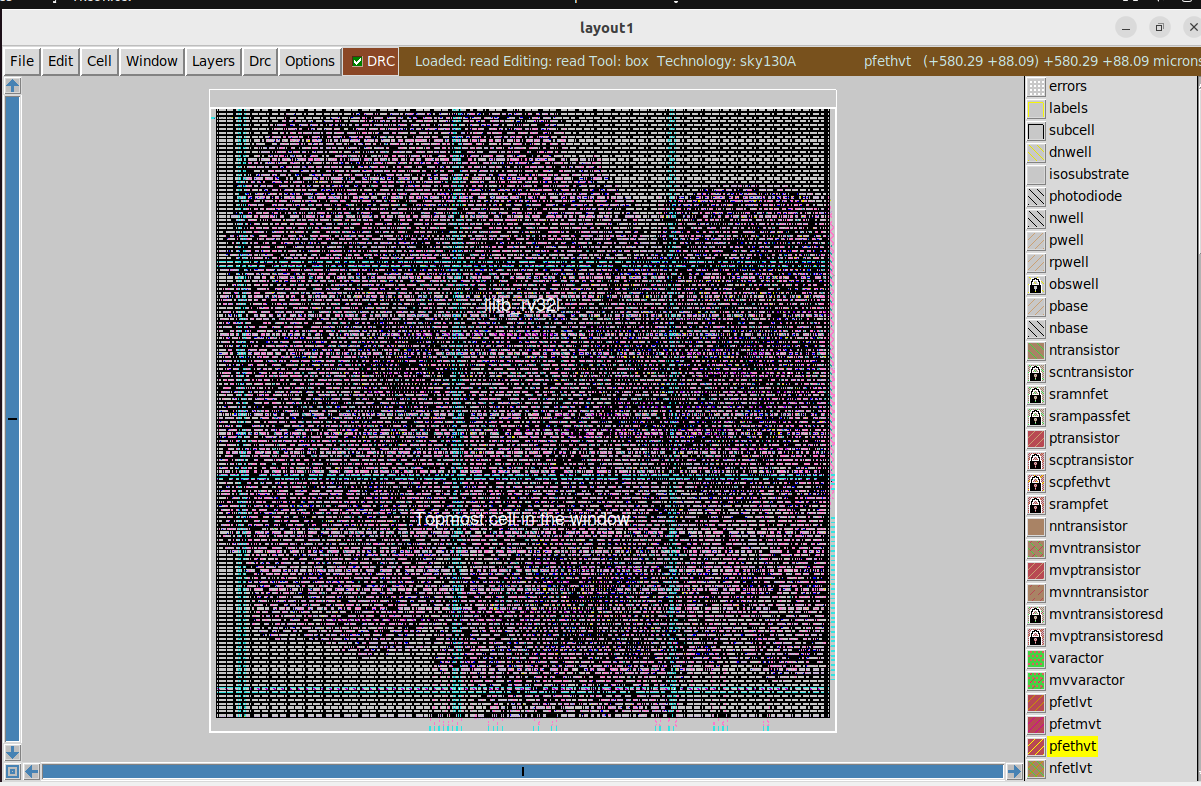 layout1
File Edit Cell Window Layers Drc Options DRC Loaded: read Editing: read Tool: box Technology: sky130A pfethvt (+580.29 +88.09) +580.29 +88.09 microns
errors
labels
subcell
dnwell
isosubstrate
photodiode
nwell
pwell
rpwell
obswell
pbase
nbase
ntransistor
scntransistor
sramnfet
srampassfet
ptransistor
scptransistor
scpfethvt
srampfet
nntransistor
mvntransistor
mvptransistor
mvnntransistor
mvntransistoresd
mvptransistoresd
varactor
mvvaractor
pfetlvt
pfetmvt
pfethvt
nfetlvt
Topmost cell in the window